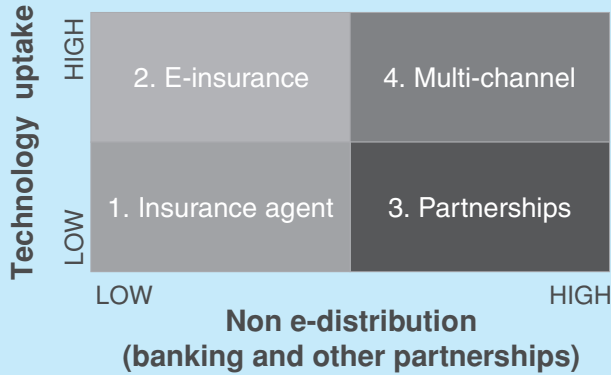 Technology uptake
HIGH
LOW
2. E-insurance
4. Multi-channel
1. Insurance agent
3. Partnerships
LOW
HIGH
Non e-distribution
(banking and other partnerships)